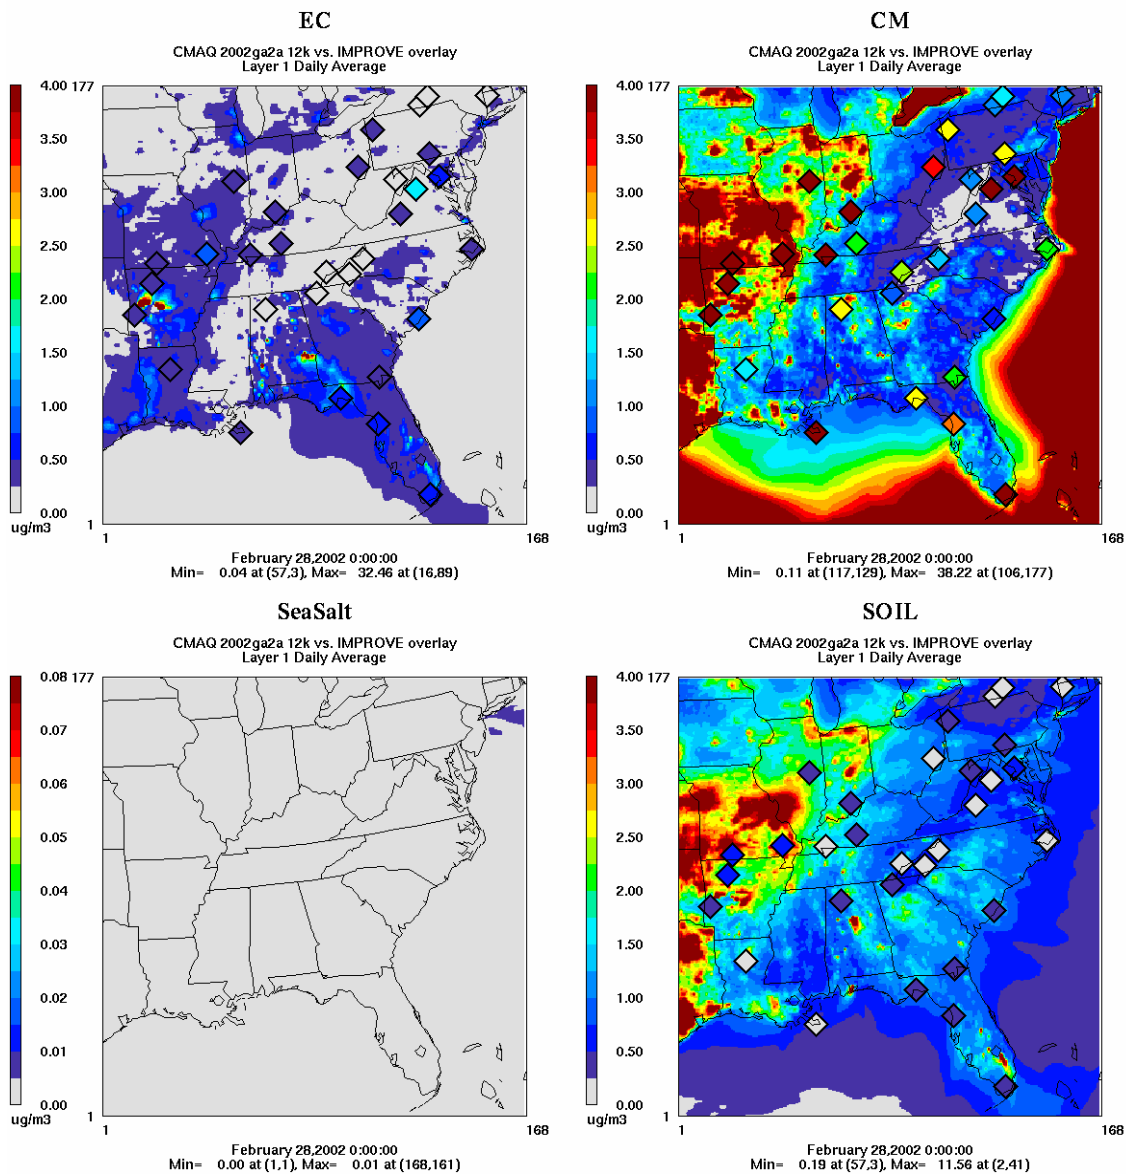 EC
CMAQ 2002ga2a 12k vs. IMPROVE overlay
Layer 1 Daily Average
4.00
3.50
3.00
2.50
2.00
1.50
1.00
0.50
0.00
ug/m3
177
1
1
168
February 28,2002 0:00:00
Min= 0.04 at (57,3), Max= 32.46 at (16,89)
CM
CMAQ 2002ga2a 12k vs. IMPROVE overlay
Layer 1 Daily Average
4.00
3.50
3.00
2.50
2.00
1.50
1.00
0.50
0.00
ug/m3
177
1
1
168
February 28,2002 0:00:00
Min= 0.11 at (117,129), Max= 38.22 at (106,177)
SeaSalt
CMAQ 2002ga2a 12k vs. IMPROVE overlay
Layer 1 Daily Average
0.08
0.07
0.06
0.05
0.04
0.03
0.02
0.01
0.00
ug/m3
177
1
1
168
February 28,2002 0:00:00
Min= 0.00 at (1,1), Max= 0.01 at (168,161)
SOIL
CMAQ 2002ga2a 12k vs. IMPROVE overlay
Layer 1 Daily Average
4.00
3.50
3.00
2.50
2.00
1.50
1.00
0.50
0.00
ug/m3
177
1
1
168
February 28,2002 0:00:00
Min= 0.19 at (57,3), Max= 11.56 at (2,41)